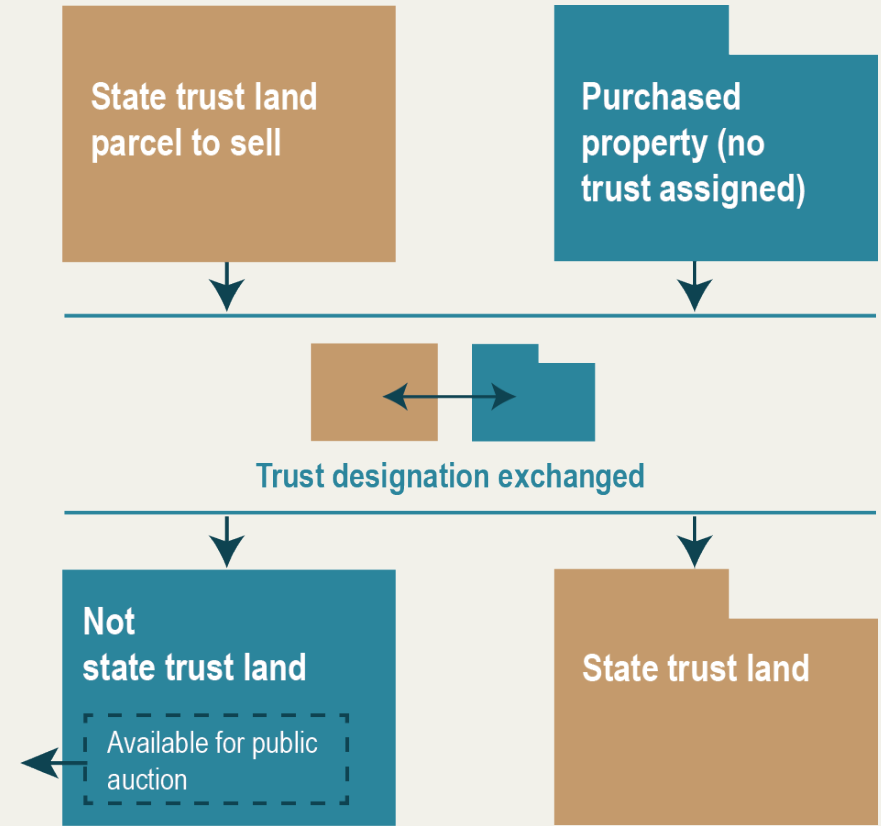 State trust land
parcel to sell
Purchased
property (no
trust assigned)
Trust designation exchanged
Not
state trust land
Available for public
auction
State trust land